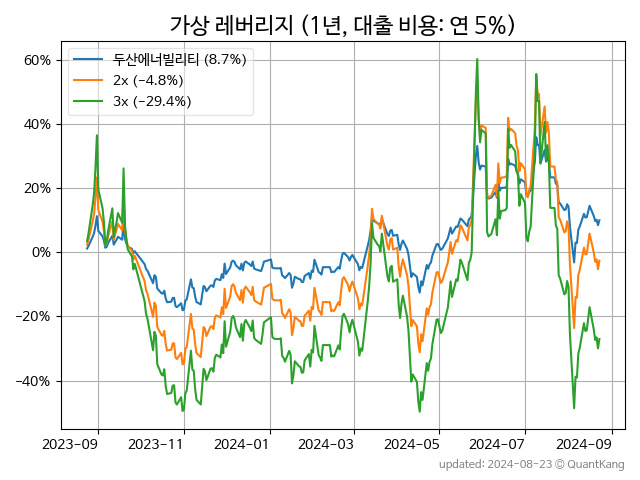 가상 레버리지 (1년, 대출 비용: 연 5%)
두산에너빌리티 (8.7%)
2x (−4.8%)
3x (−29.4%)
60%
40%
20%
0%
−20%
−40%
2023−09 2023−11 2024−01 2024−03 2024−05 2024−07 2024−09
updated: 2024-08-23 © QuantKang